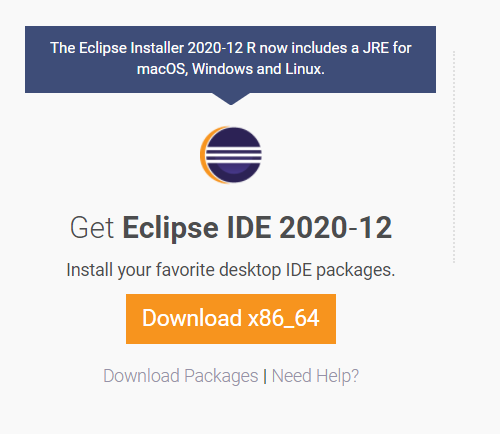 The Eclipse Installer 2020-12 R now includes a JRE for
macOS, Windows and Linux.
Get Eclipse IDE 2020-12
Install your favorite desktop IDE packages.
Download x86_64
Download Packages | Need Help?